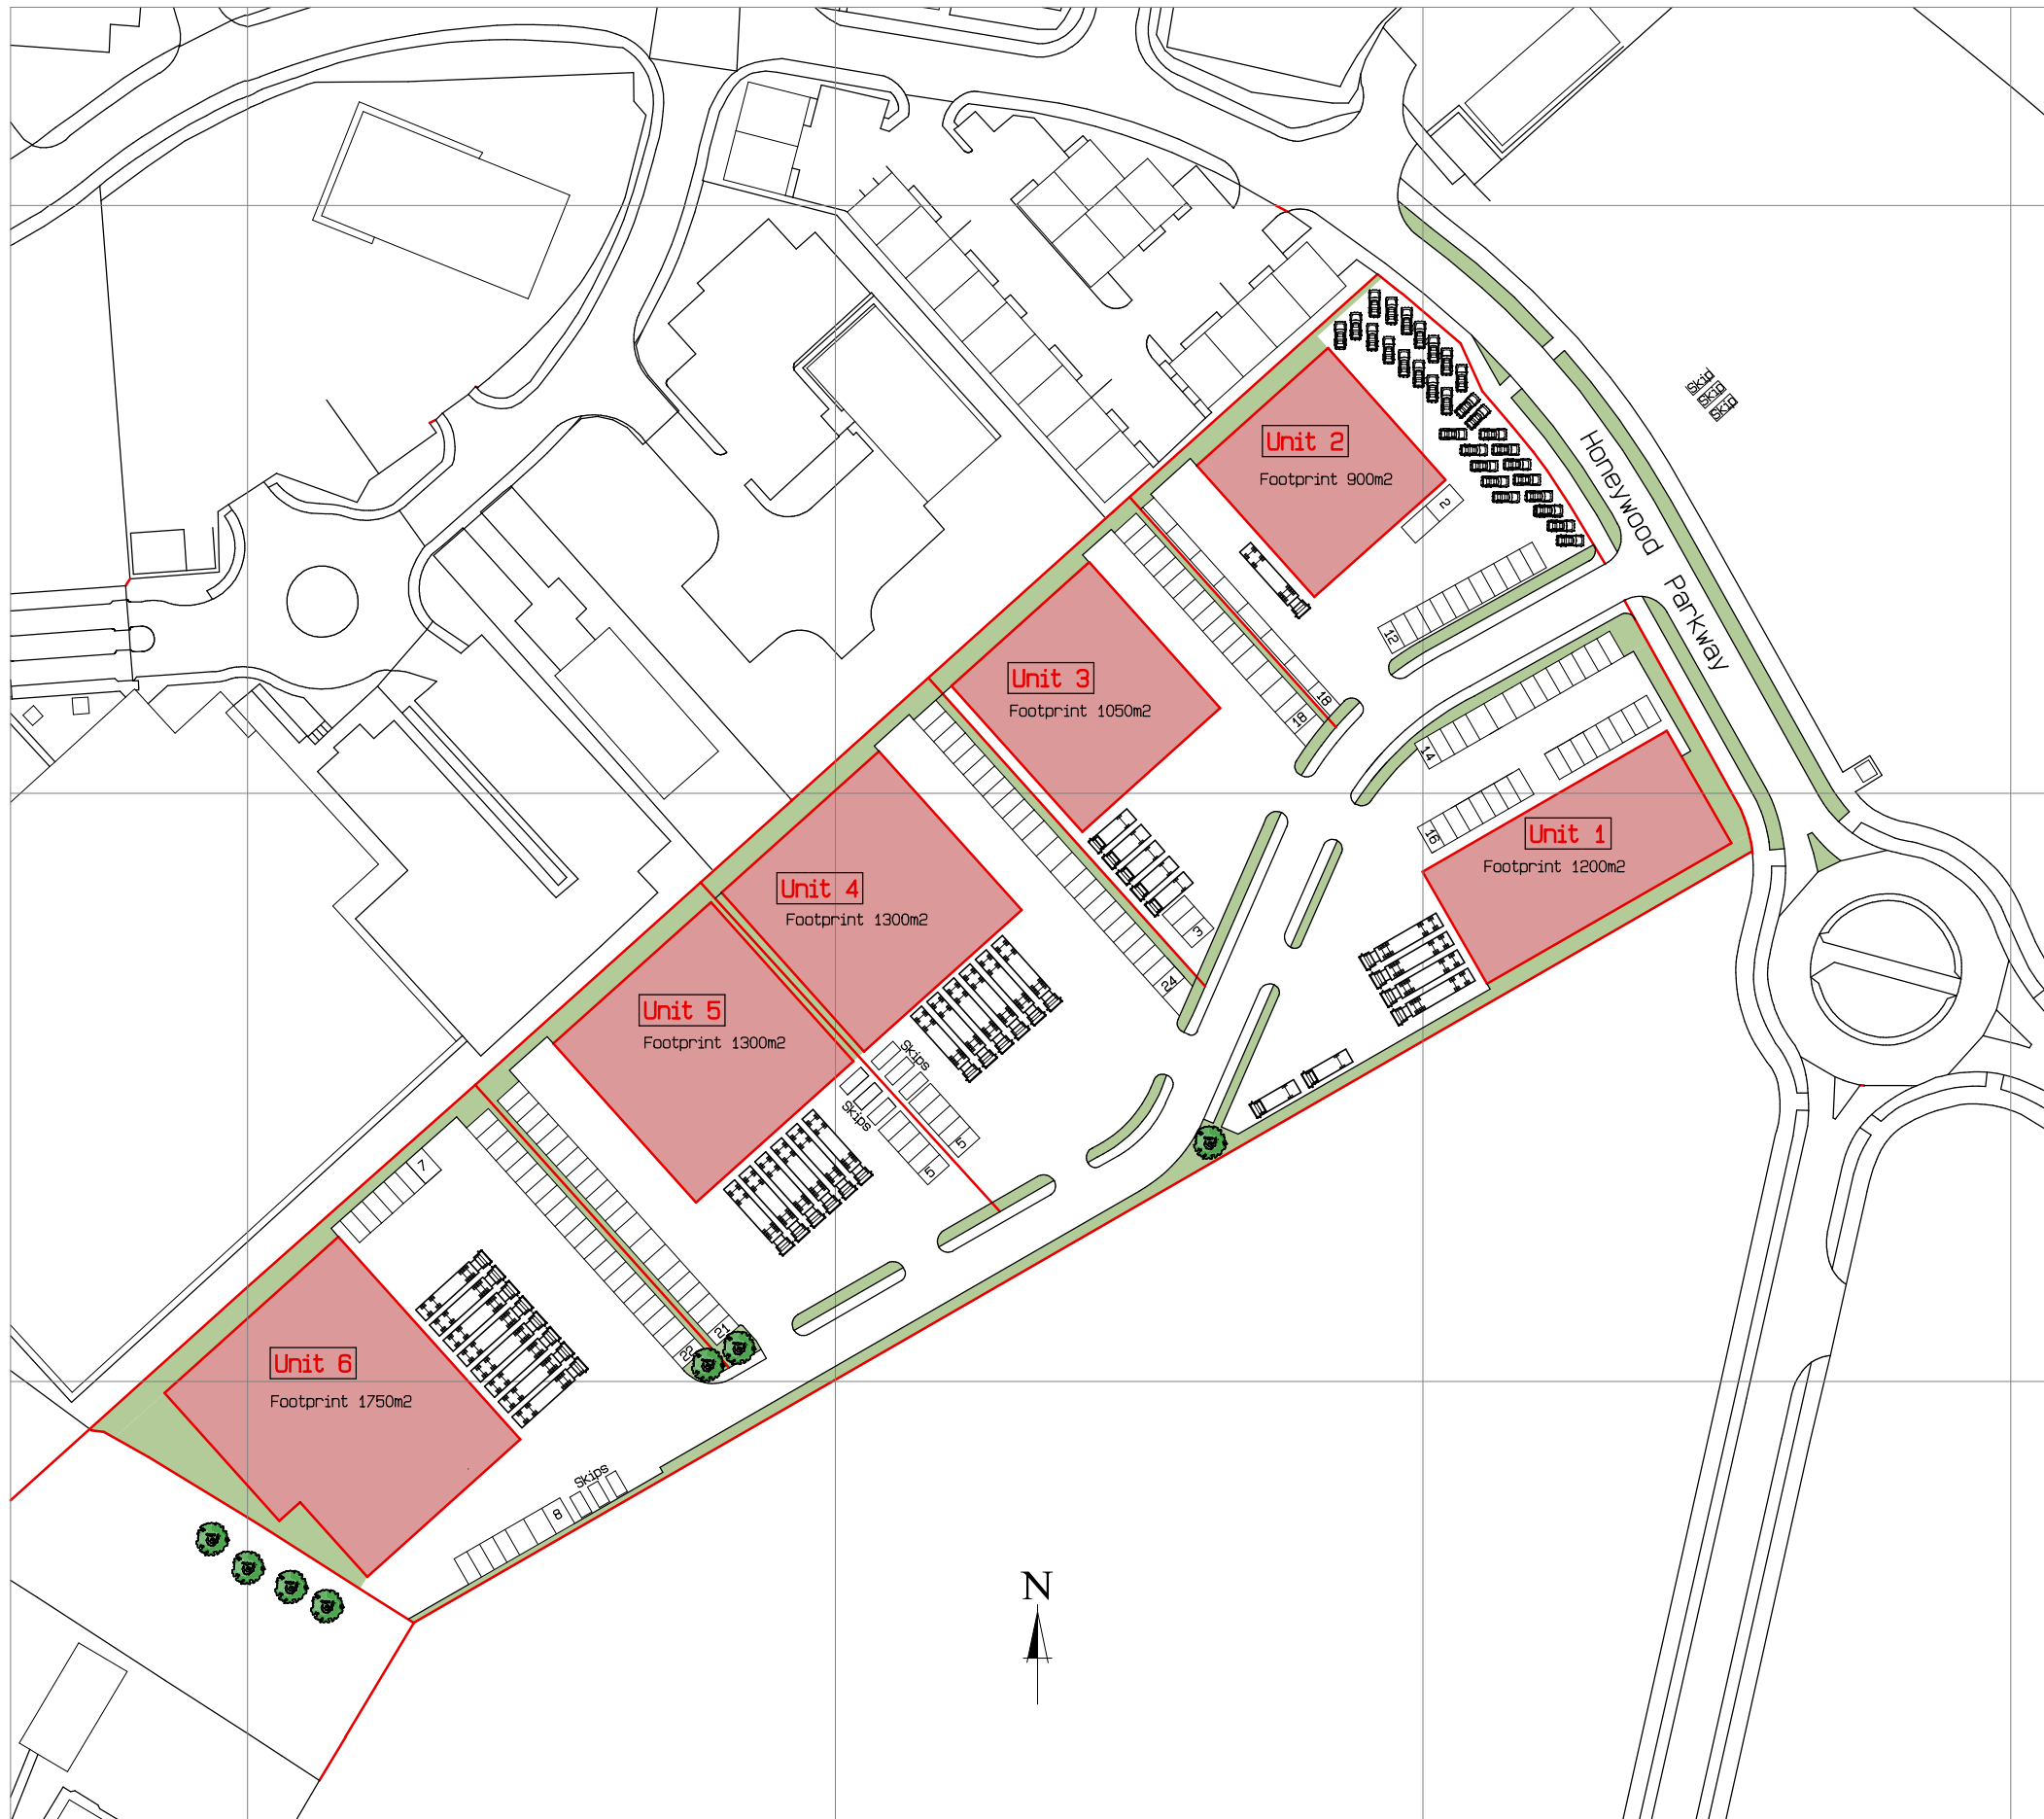 Skip
Skip
Skip
Honeywood Parkway
Unit 2
Footprint 900m2
2
12
18
18
Unit 3
Footprint 1050m2
3
14
16
Unit 1
Footprint 1200m2
Unit 4
Footprint 1300m2
24
Skips
5
Unit 5
Footprint 1300m2
Skips
5
7
21
22
Unit 6
Footprint 1750m2
Skips
8
N